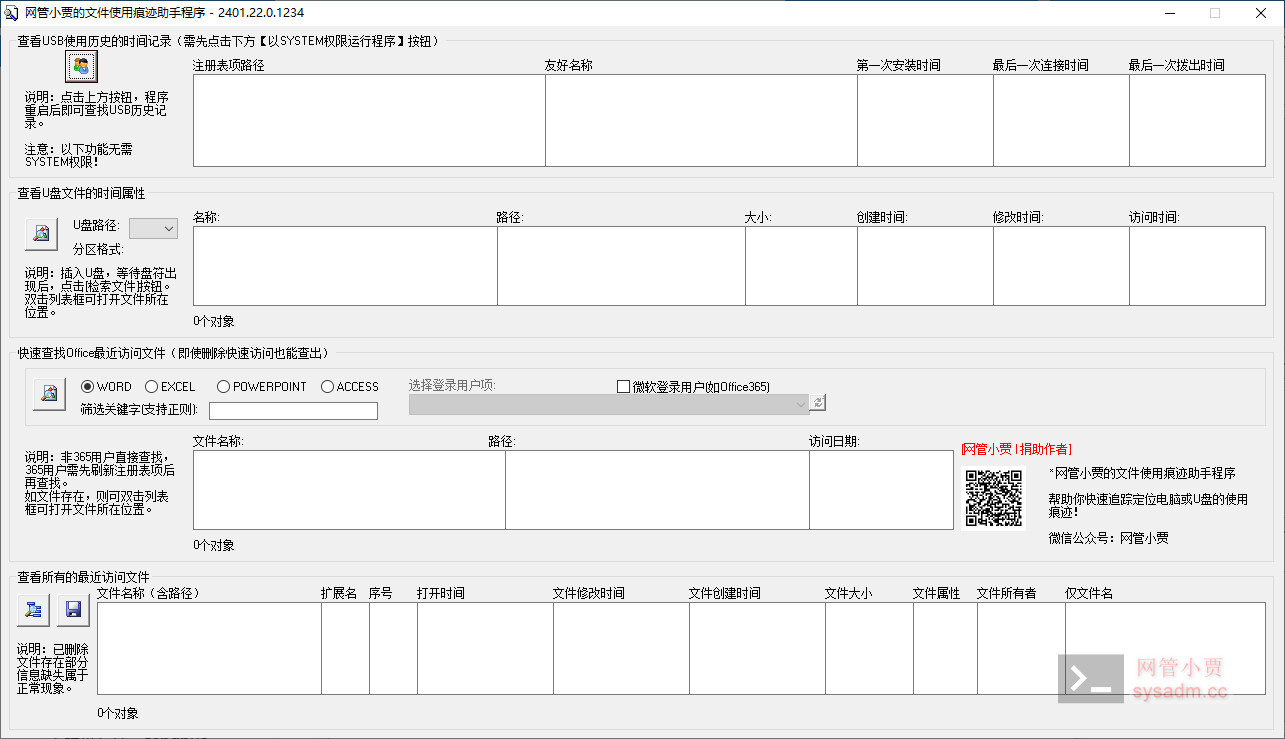 网管小贾的文件使用痕迹助手程序 - 2401.22.0.1234
查看USB使用历史的时间记录（需先点击下方【以SYSTEM权限运行程序】按钮）
注册表项路径 友好名称 第一次安装时间 最后一次连接时间 最后一次拨出时间
说明：点击上方按钮，程序
重启后即可查找USB历史记
录。
注意：以下功能无需
SYSTEM权限！
查看U盘文件的时间属性
U盘路径: 名称: 路径: 大小: 创建时间: 修改时间: 访问时间:
分区格式:
说明：插入U盘，等待盘符出
现后，点击[检索文件]按钮。
双击列表框可打开文件所在
位置。
0个对象
快速查找Office最近访问文件（即使删除快速访问也能查出）
WORD EXCEL POWERPOINT ACCESS 选择登录用户项: 微软登录用户(如Office365)
筛选关键字(支持正则):
文件名称: 路径: 访问日期:
说明：非365用户直接查找，
365用户需先刷新注册表项后
再查找。
如文件存在，则可双击列表
框可打开文件所在位置。
0个对象
[网管小贾 | 捐助作者]
*网管小贾的文件使用痕迹助手程序
帮助你快速追踪定位电脑或U盘的使用
痕迹！
微信公众号：网管小贾
查看所有的最近访问文件
文件名称（含路径） 扩展名 序号 打开时间 文件修改时间 文件创建时间 文件大小 文件属性 文件所有者 仅文件名
说明：已删除
文件存在部分
信息缺失属于
正常现象。
0个对象
网管小贾
sysadm.cc